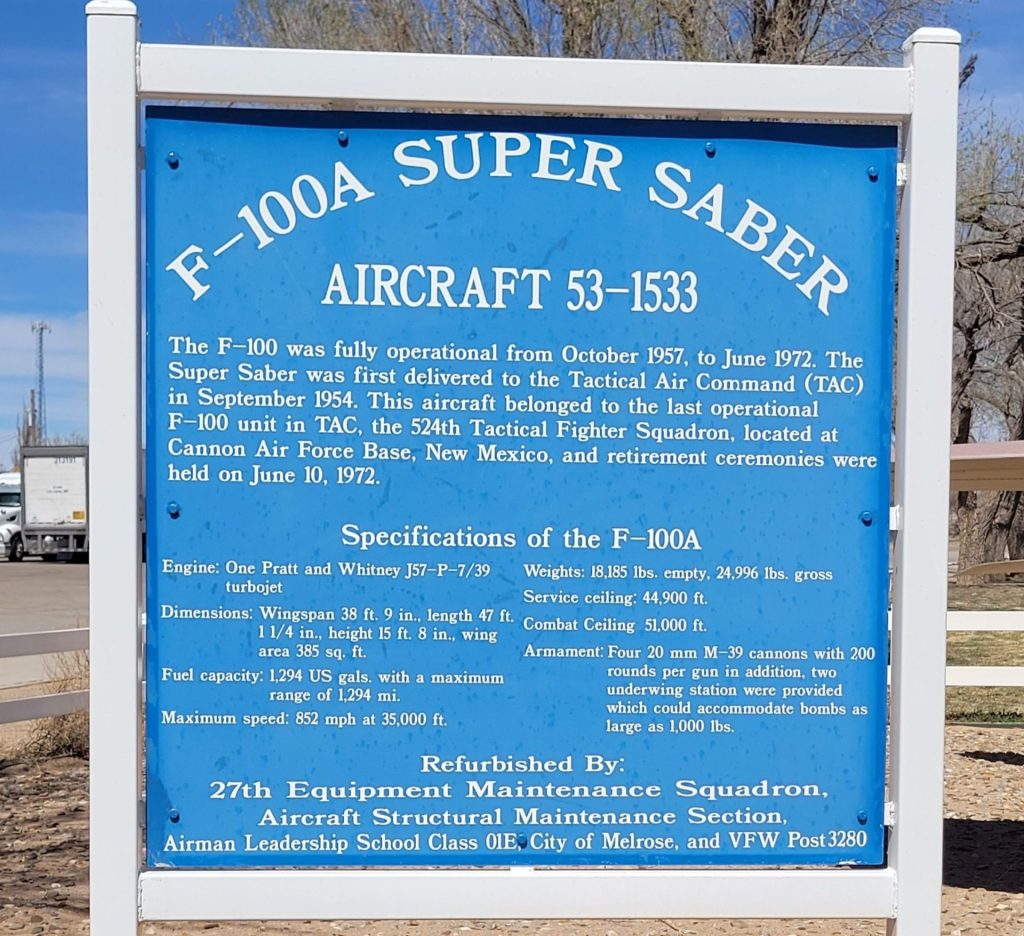 F-100A SUPER SABER
AIRCRAFT 53-1533
The F-100 was fully operational from October 1957, to June 1972. The
Super Saber was first delivered to the Tactical Air Command (TAC)
in September 1954. This aircraft belonged to the last operational
F-100 unit in TAC, the 524th Tactical Fighter Squadron, located at
Cannon Air Force Base, New Mexico, and retirement ceremonies were
held on June 10, 1972.
Specifications of the F-100A
Engine: One Pratt and Whitney J57-P-7/39
turbojet
Dimensions: Wingspan 38 ft. 9 in., length 47 ft.
1 1/4 in., height 15 ft. 8 in., wing
area 385 sq. ft.
Fuel capacity: 1,294 US gals. with a maximum
range of 1,294 mi.
Maximum speed: 852 mph at 35,000 ft.
Weights: 18,185 lbs. empty, 24,996 lbs. gross
Service ceiling: 44,900 ft.
Combat Ceiling 51,000 ft.
Armament: Four 20 mm M-39 cannons with 200
rounds per gun in addition, two
underwing station were provided
which could accommodate bombs as
large as 1,000 lbs.
Refurbished By:
27th Equipment Maintenance Squadron,
Aircraft Structural Maintenance Section,
Airman Leadership School Class 01E, City of Melrose, and VFW Post 3280